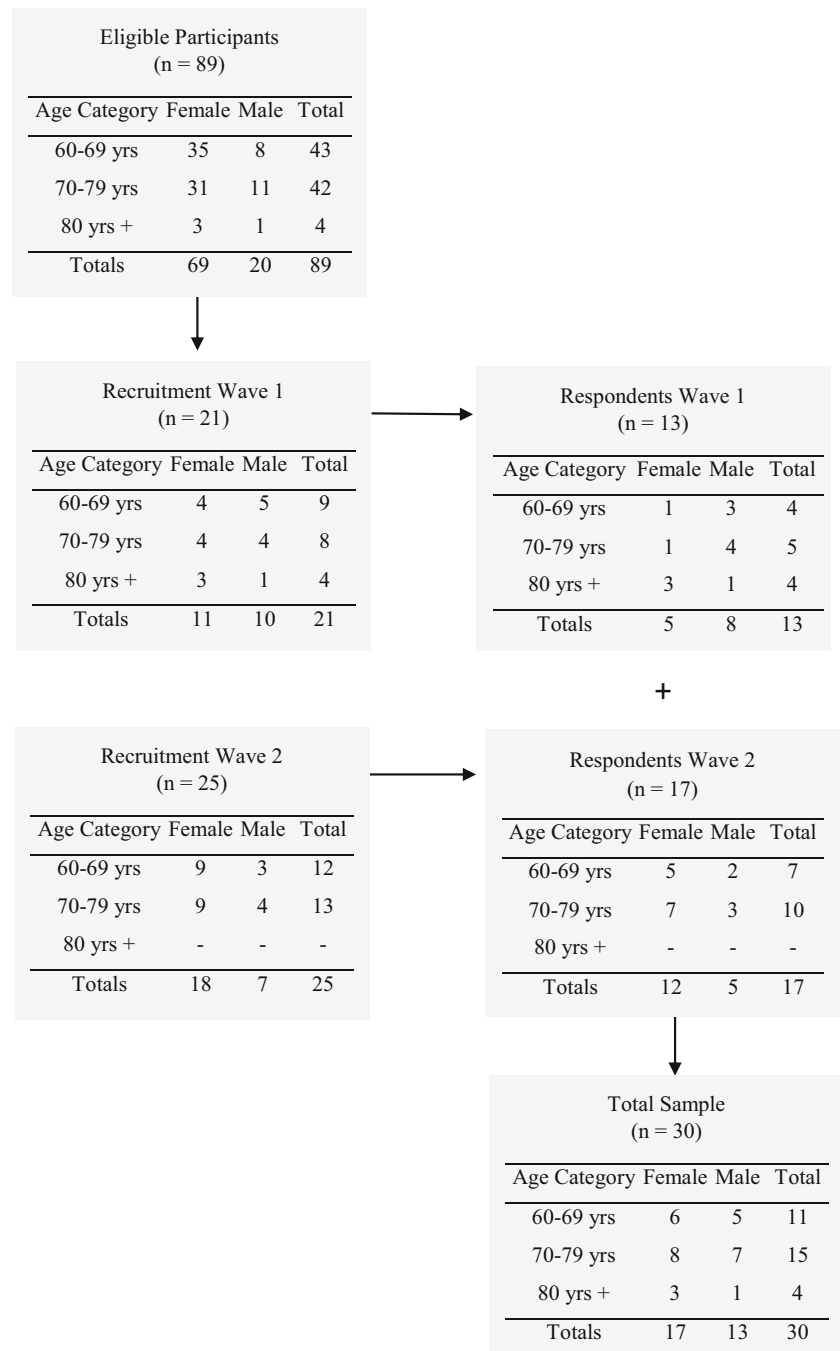 Eligible Participants
(n = 89)
Age Category Female Male Total
60-69 yrs 35 8 43
70-79 yrs 31 11 42
80 yrs + 3 1 4
Totals 69 20 89
Recruitment Wave 1
(n = 21)
Age Category Female Male Total
60-69 yrs 4 5 9
70-79 yrs 4 4 8
80 yrs + 3 1 4
Totals 11 10 21
Respondents Wave 1
(n = 13)
Age Category Female Male Total
60-69 yrs 1 3 4
70-79 yrs 1 4 5
80 yrs + 3 1 4
Totals 5 8 13
+
Recruitment Wave 2
(n = 25)
Age Category Female Male Total
60-69 yrs 9 3 12
70-79 yrs 9 4 13
80 yrs + - - -
Totals 18 7 25
Respondents Wave 2
(n = 17)
Age Category Female Male Total
60-69 yrs 5 2 7
70-79 yrs 7 3 10
80 yrs + - - -
Totals 12 5 17
Total Sample
(n = 30)
Age Category Female Male Total
60-69 yrs 6 5 11
70-79 yrs 8 7 15
80 yrs + 3 1 4
Totals 17 13 30